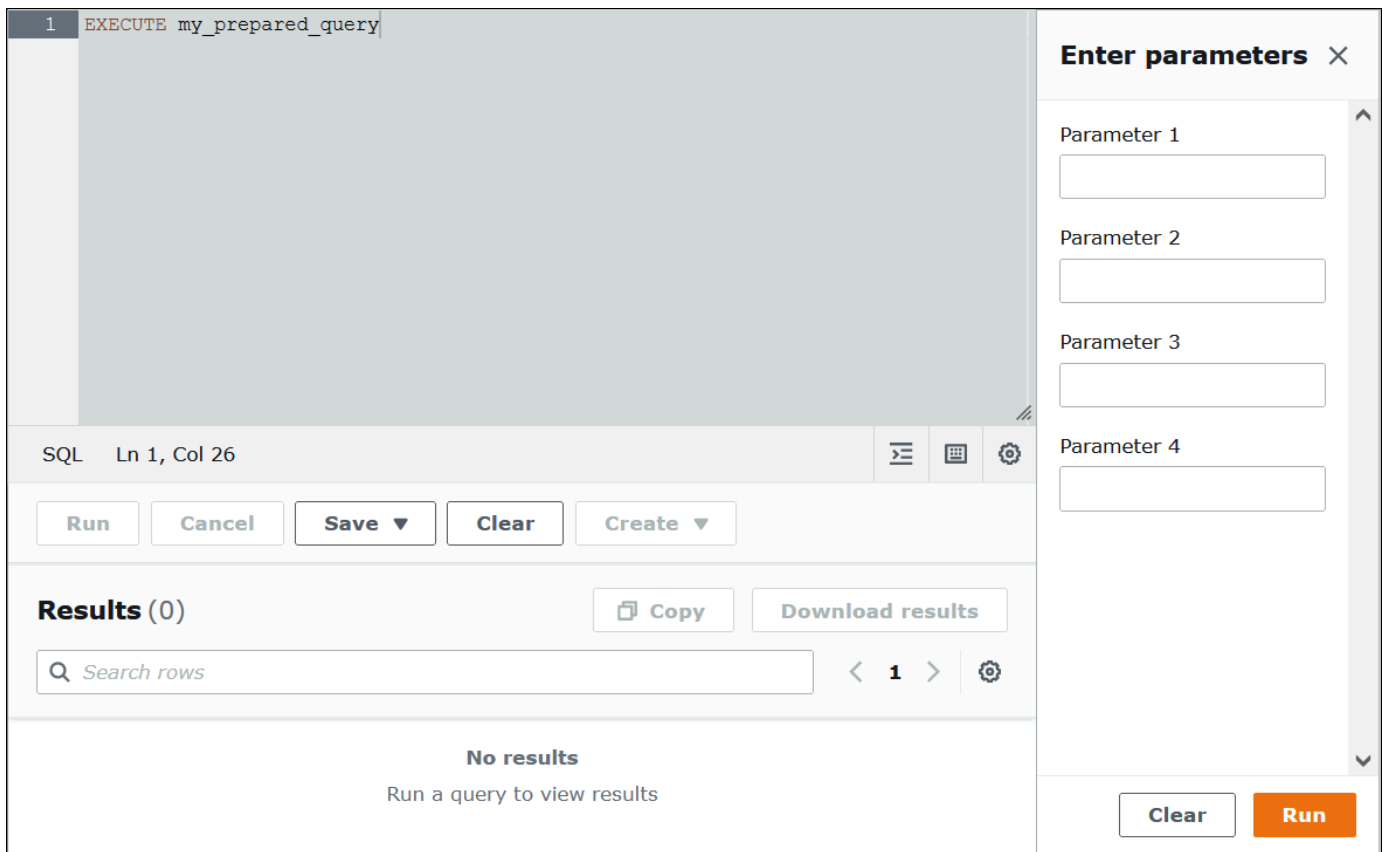 1 EXECUTE my_prepared_query
SQL Ln 1, Col 26
Run Cancel Save ▼ Clear Create ▼
Results (0) Copy Download results
Search rows 1
No results
Run a query to view results
Enter parameters
Parameter 1
Parameter 2
Parameter 3
Parameter 4
Clear Run